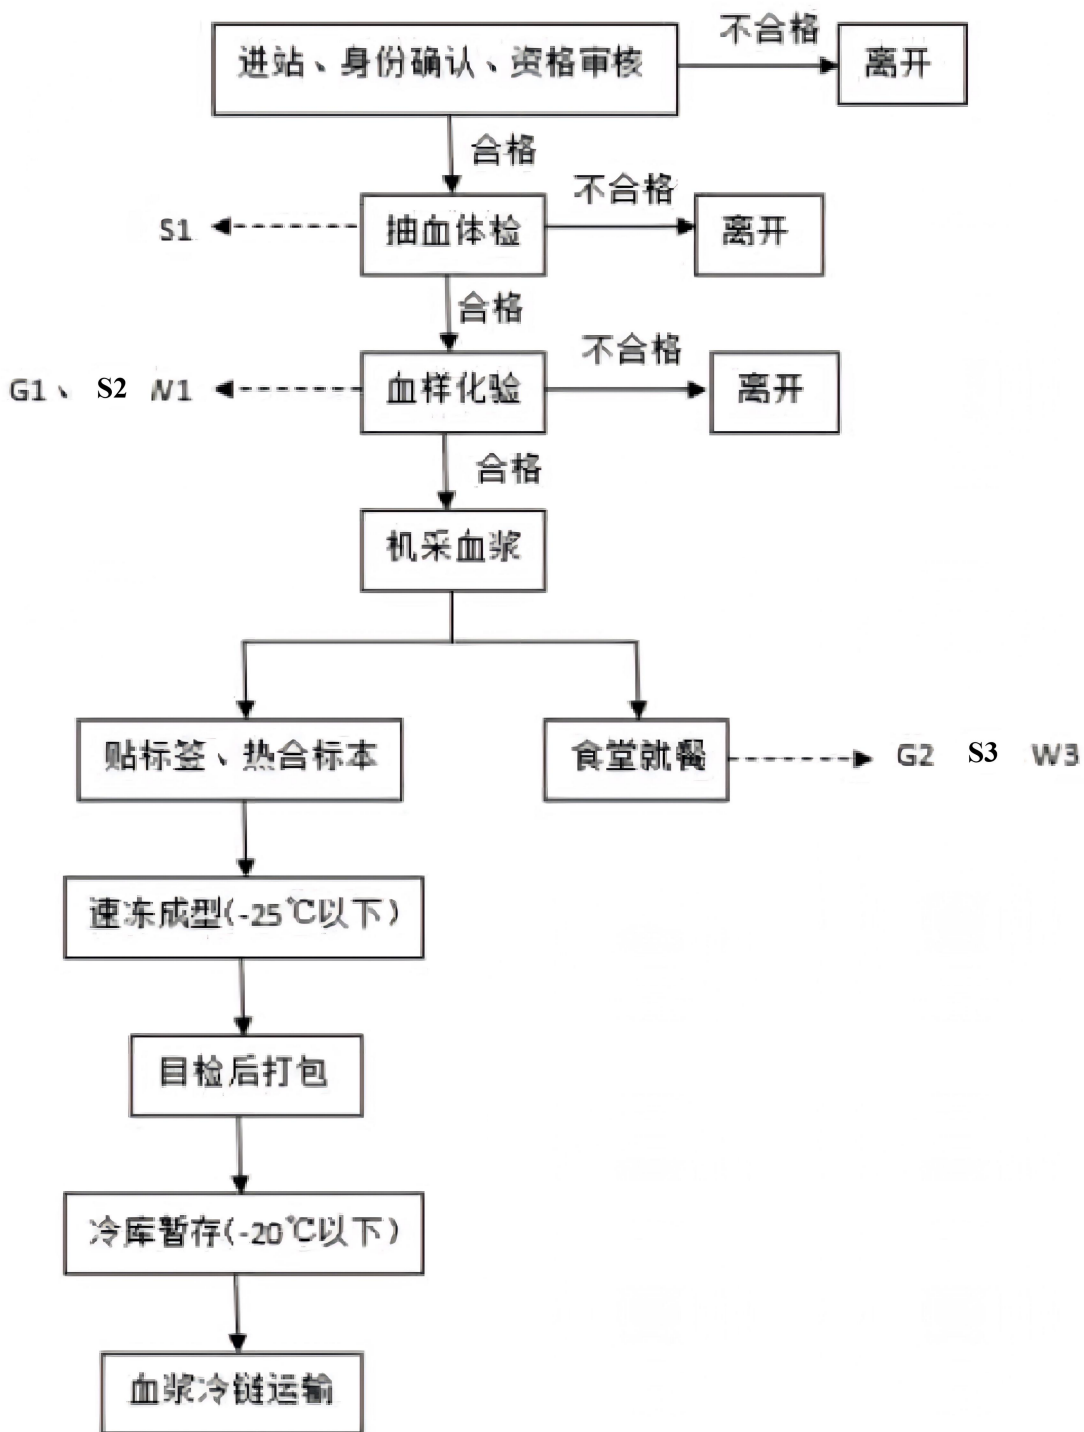 进站、身份确认、资格审核
不合格
离开
合格
S1
抽血体检
不合格
离开
合格
G1、 S2 W1
血样化验
不合格
离开
合格
机采血浆
贴标签、热合标本
食堂就餐
G2 S3 W3
速冻成型(-25℃以下)
目检后打包
冷库暂存(-20℃以下)
血浆冷链运输